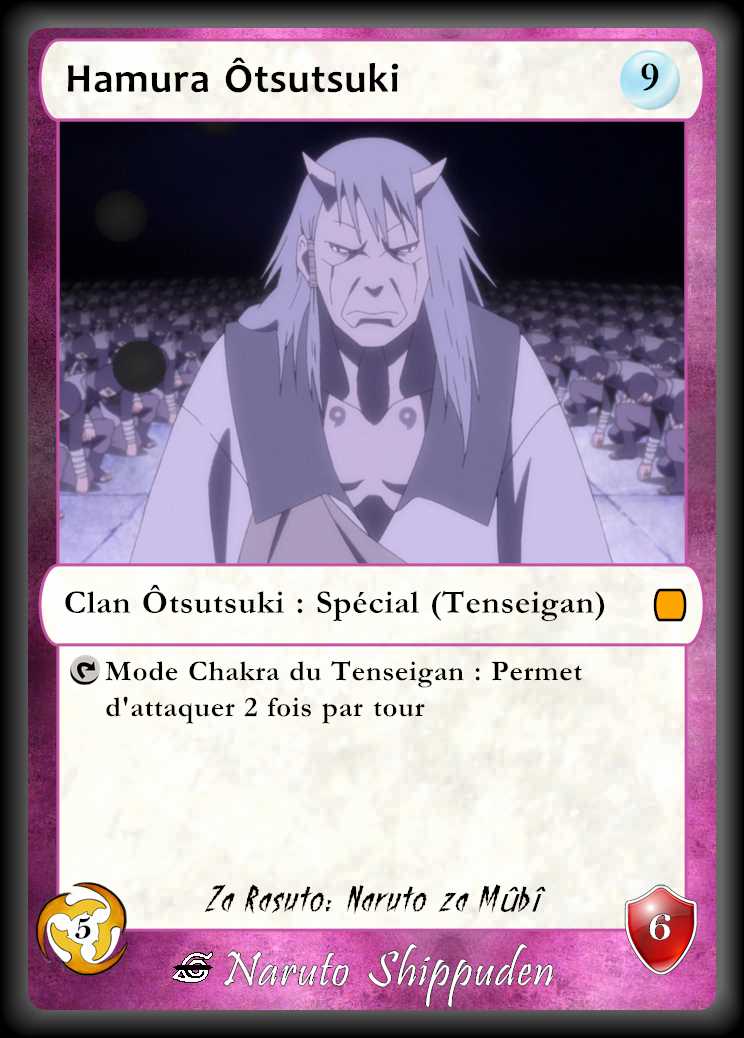 Hamura Ôtsutsuki
9
Clan Ôtsutsuki : Spécial (Tenseigan)
Mode Chakra du Tenseigan : Permet
d'attaquer 2 fois par tour
Za Rasuto: Naruto za Mûbî
5
6
Naruto Shippuden